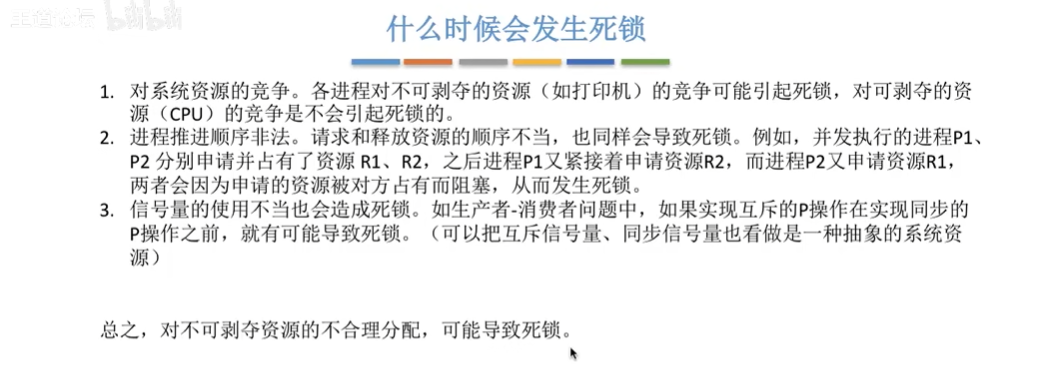 什么时候会发生死锁
1. 对系统资源的竞争。各进程对不可剥夺的资源（如打印机）的竞争可能引起死锁，对可剥夺的资
源（CPU）的竞争是不会引起死锁的。
2. 进程推进顺序非法。请求和释放资源的顺序不当，也同样会导致死锁。例如，并发执行的进程P1、
P2 分别申请并占有了资源 R1、R2，之后进程P1又紧接着申请资源R2，而进程P2又申请资源R1，
两者会因为申请的资源被对方占有而阻塞，从而发生死锁。
3. 信号量的使用不当也会造成死锁。如生产者-消费者问题中，如果实现互斥的P操作在实现同步的
P操作之前，就有可能导致死锁。（可以把互斥信号量、同步信号量也看做是一种抽象的系统资
源）
总之，对不可剥夺资源的不合理分配，可能导致死锁。